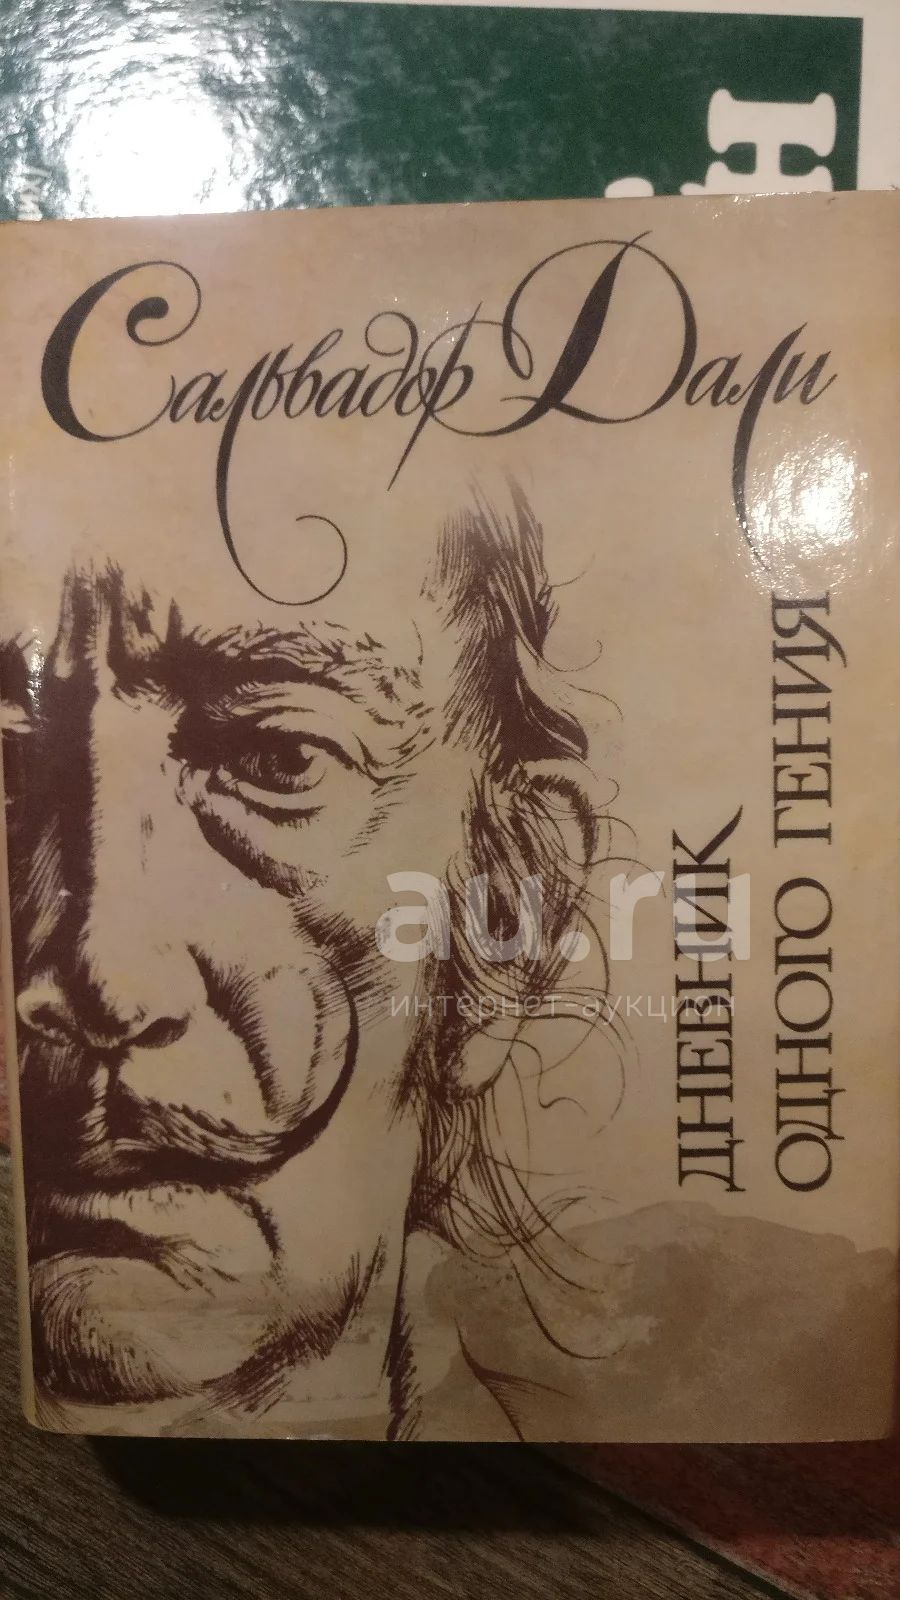 Сальвадор Дали
ДНЕВНИК
ОДНОГО ГЕНИЯ
au.ru
интернет-аукцион